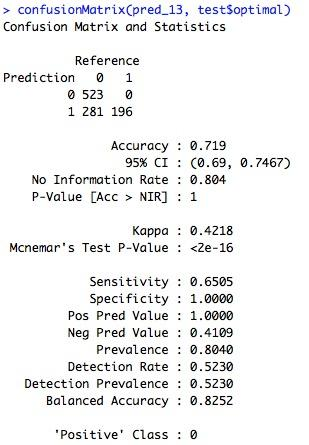 > confusionMatrix(pred_13, test$optimal)
Confusion Matrix and Statistics
Reference
Prediction 0 1
0 523 0
1 281 196
Accuracy : 0.719
95% CI : (0.69, 0.7467)
No Information Rate : 0.804
P-Value [Acc > NIR] : 1
Kappa : 0.4218
Mcnemar's Test P-Value : <2e-16
Sensitivity : 0.6505
Specificity : 1.0000
Pos Pred Value : 1.0000
Neg Pred Value : 0.4109
Prevalence : 0.8040
Detection Rate : 0.5230
Detection Prevalence : 0.5230
Balanced Accuracy : 0.8252
'Positive' Class : 0